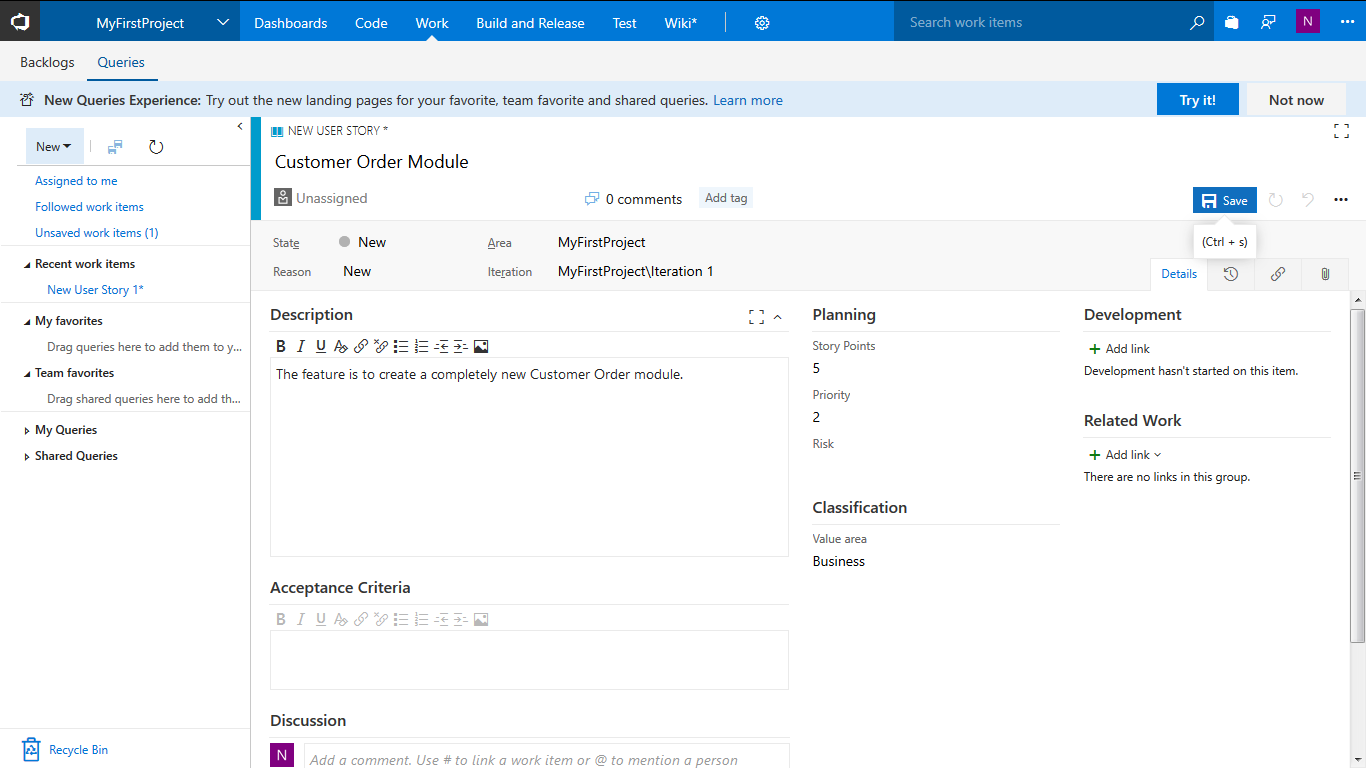 MyFirstProject Dashboards Code Work Build and Release Test Wiki* Search work items N
Backlogs Queries
New Queries Experience: Try out the new landing pages for your favorite, team favorite and shared queries. Learn more Try it! Not now
New
Assigned to me
Followed work items
Unsaved work items (1)
Recent work items
New User Story 1*
My favorites
Drag queries here to add them to y...
Team favorites
Drag shared queries here to add th...
My Queries
Shared Queries
Recycle Bin
NEW USER STORY *
Customer Order Module
Unassigned 0 comments Add tag Save
(Ctrl + s)
State New Area MyFirstProject
Reason New Iteration MyFirstProject\Iteration 1
Details
Description
B I U
The feature is to create a completely new Customer Order module.
Acceptance Criteria
B I U
Discussion
N Add a comment. Use # to link a work item or @ to mention a person
Planning
Story Points
5
Priority
2
Risk
Classification
Value area
Business
Development
+ Add link
Development hasn't started on this item.
Related Work
+ Add link
There are no links in this group.